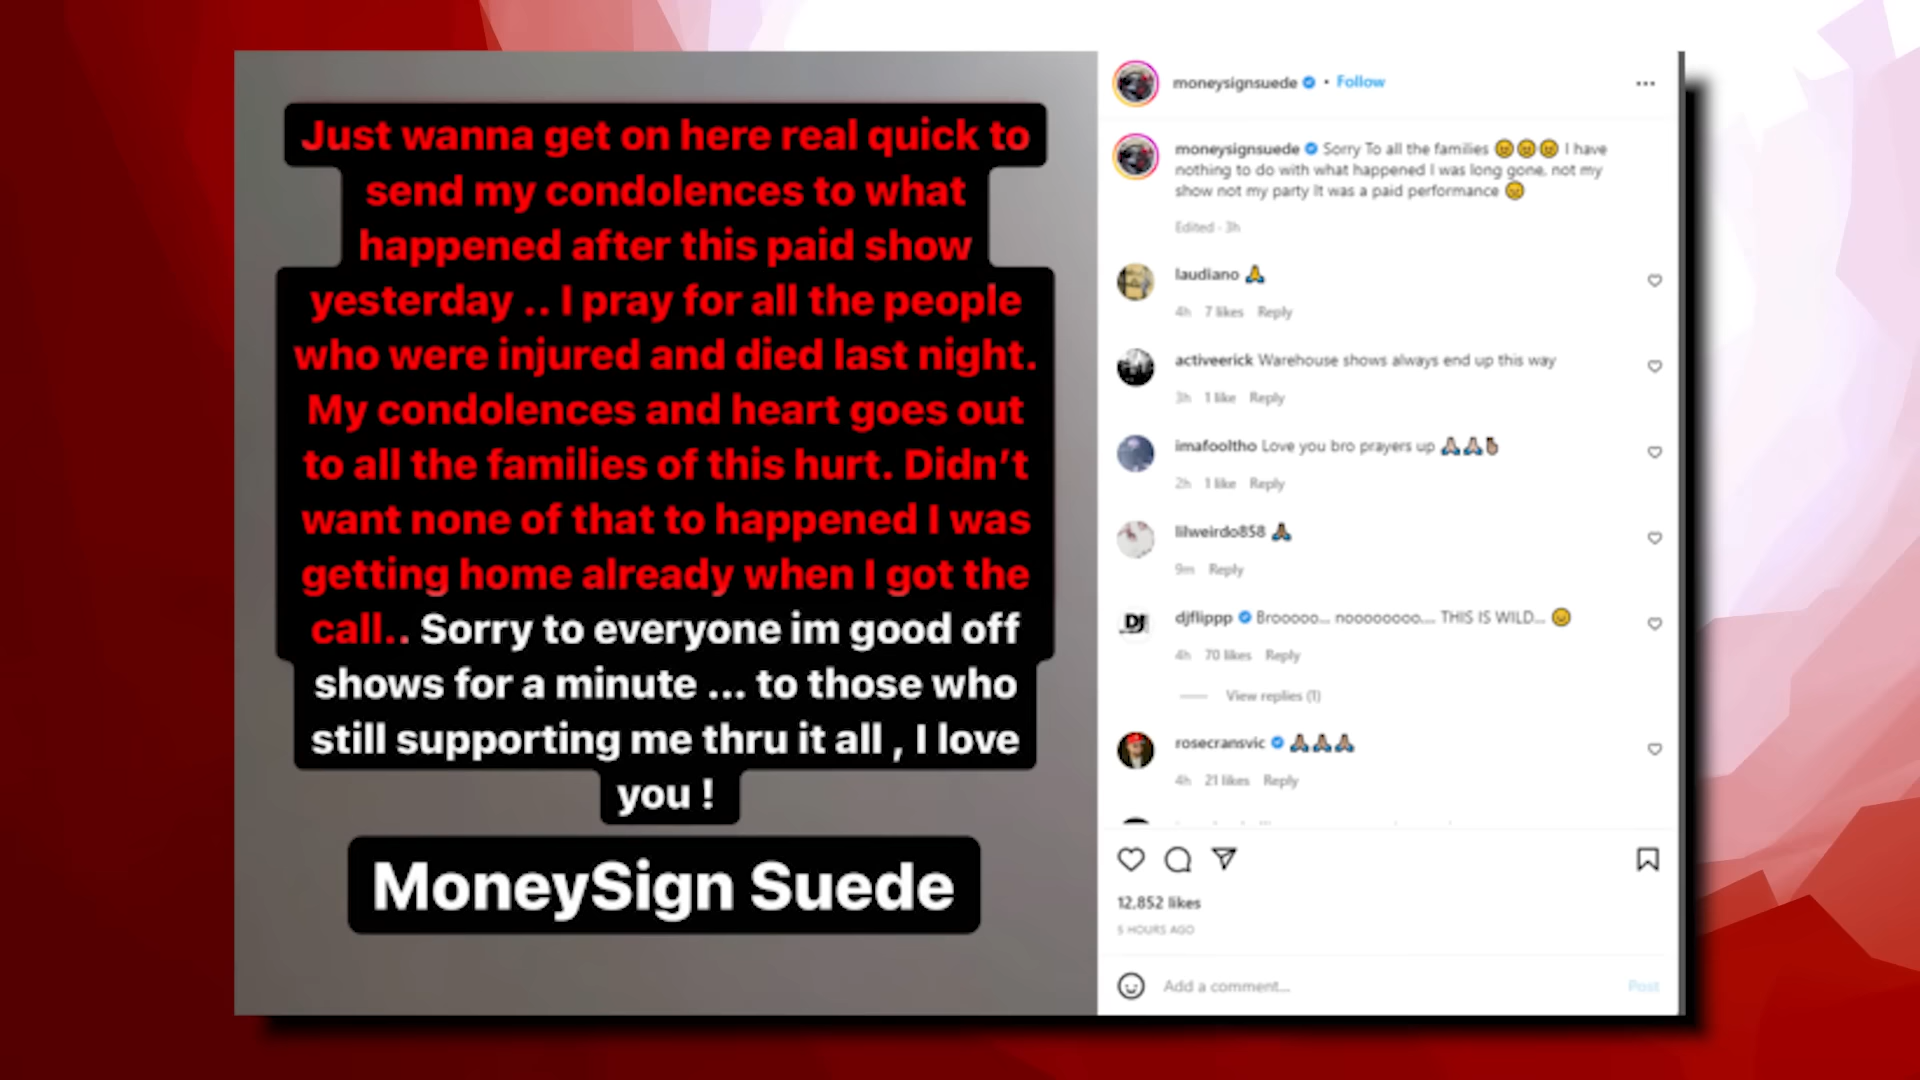 Just wanna get on here real quick to
send my condolences to what
happened after this paid show
yesterday .. I pray for all the people
who were injured and died last night.
My condolences and heart goes out
to all the families of this hurt. Didn't
want none of that to happened I was
getting home already when I got the
call.. Sorry to everyone im good off
shows for a minute ... to those who
still supporting me thru it all , I love
you !
MoneySign Suede
moneysignsuede • Follow
moneysignsuede Sorry To all the families 😢😢😢 I have
nothing to do with what happened I was long gone, not my
show not my party It was a paid performance 😢
Edited · 3h
laudiano 🙏
4h 7 likes Reply
activeerick Warehouse shows always end up this way
3h 1 like Reply
imafooltho Love you bro prayers up 🙏🏻🙏🏻
2h 1 like Reply
lilweirdo858 🙏🏽
9m Reply
DJ
djflippp Brooooo... nooooooooo.... THIS IS WILD...
4h 70 likes Reply
View replies (1)
rosecransvic 🙏🏽🙏🏽🙏🏽
4h 21 likes Reply
12,852 likes
5 HOURS AGO
Add a comment...
Post